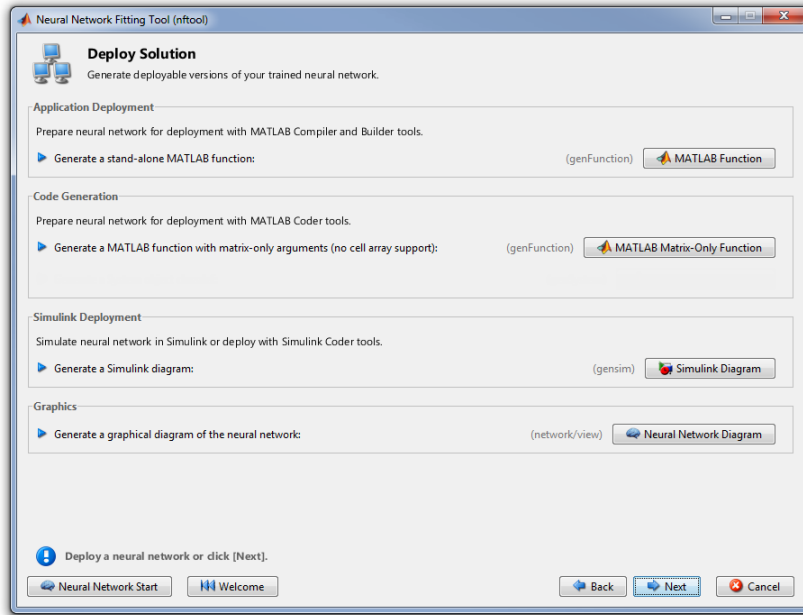 Neural Network Fitting Tool (nftool)
Deploy Solution
Generate deployable versions of your trained neural network.
Application Deployment
Prepare neural network for deployment with MATLAB Compiler and Builder tools.
Generate a stand-alone MATLAB function: (genFunction) MATLAB Function
Code Generation
Prepare neural network for deployment with MATLAB Coder tools.
Generate a MATLAB function with matrix-only arguments (no cell array support): (genFunction) MATLAB Matrix-Only Function
Simulink Deployment
Simulate neural network in Simulink or deploy with Simulink Coder tools.
Generate a Simulink diagram: (gensim) Simulink Diagram
Graphics
Generate a graphical diagram of the neural network: (network/view) Neural Network Diagram
Deploy a neural network or click [Next].
Neural Network Start Welcome Back Next Cancel